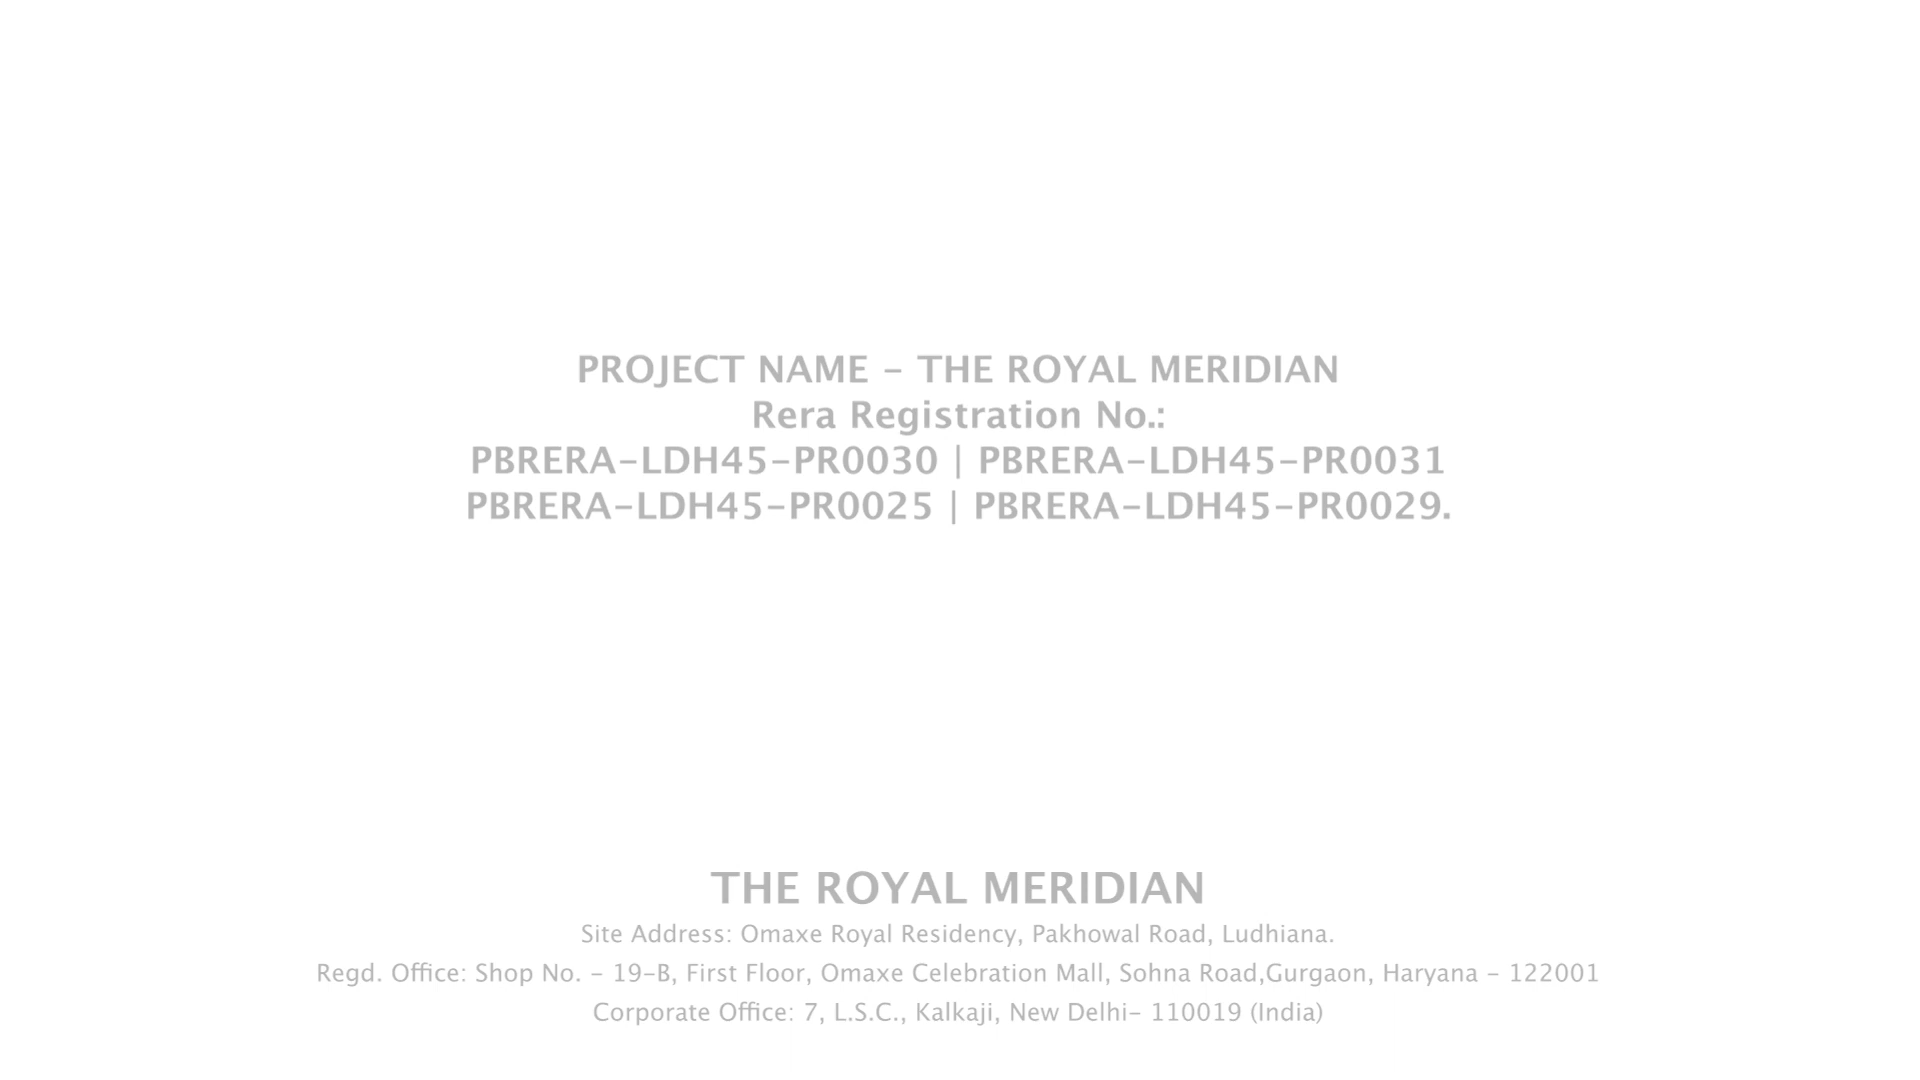 PROJECT NAME – THE ROYAL MERIDIAN
Rera Registration No.:
PBRERA–LDH45–PR0030 | PBRERA–LDH45–PR0031
PBRERA–LDH45–PR0025 | PBRERA–LDH45–PR0029.
THE ROYAL MERIDIAN
Site Address: Omaxe Royal Residency, Pakhowal Road, Ludhiana.
Regd. Office: Shop No. – 19–B, First Floor, Omaxe Celebration Mall, Sohna Road,Gurgaon, Haryana – 122001
Corporate Office: 7, L.S.C., Kalkaji, New Delhi– 110019 (India)